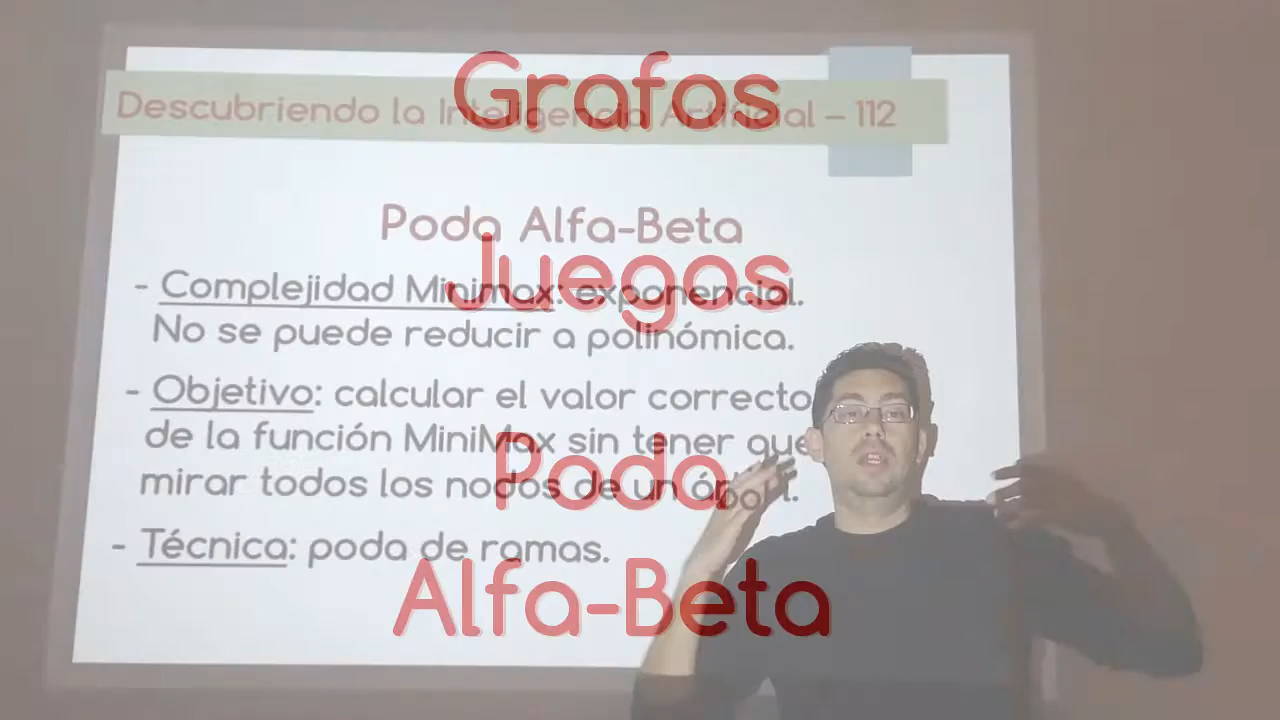 Grafos
Descubriendo la Inteligencia Artificial – 112
Poda Alfa-Beta
Juegos
- Complejidad Minimax: exponencial.
No se puede reducir a polinómica.
- Objetivo: calcular el valor correcto
de la función MiniMax sin tener que
Poda
mirar todos los nodos de un árbol.
- Técnica: poda de ramas.
Alfa-Beta